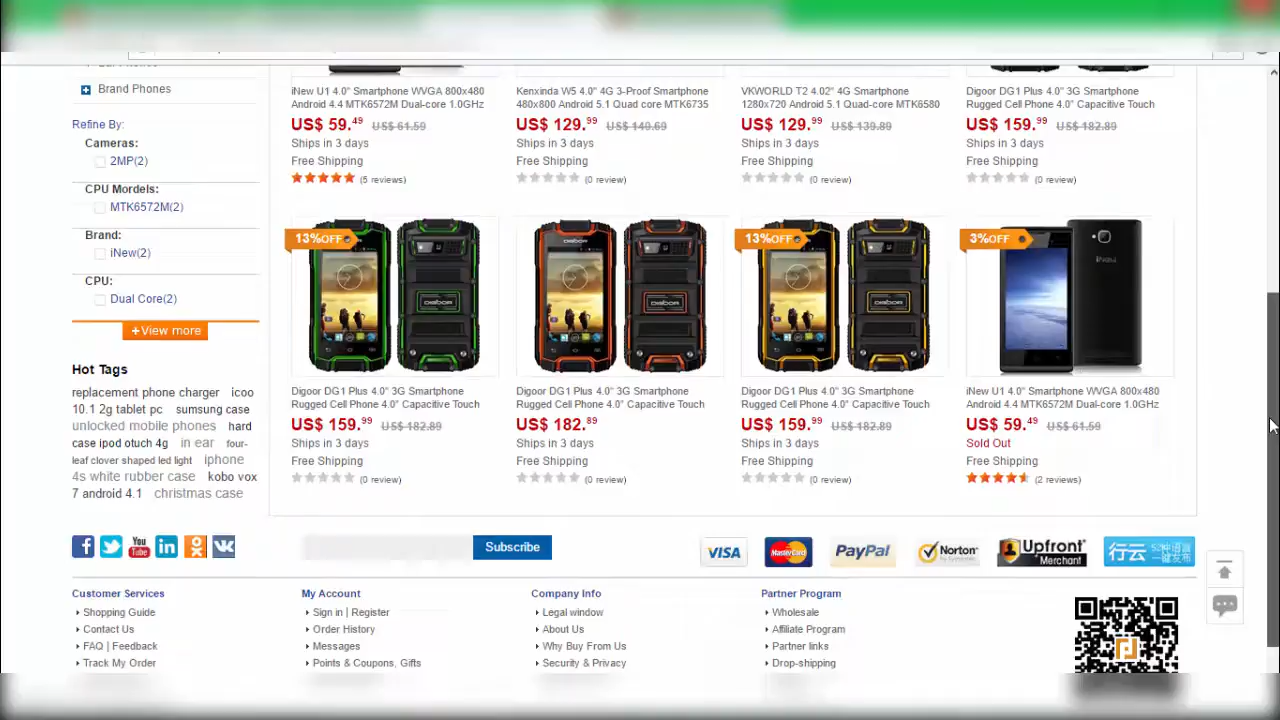 Brand Phones
Refine By:
Cameras:
2MP(2)
CPU Mordels:
MTK6572M(2)
Brand:
iNew(2)
CPU:
Dual Core(2)
+View more
Hot Tags
replacement phone charger icoo
10.1 2g tablet pc sumsung case
unlocked mobile phones hard
case ipod otuch 4g in ear four-
leaf clover shaped led light iphone
4s white rubber case kobo vox
7 android 4.1 christmas case
iNew U1 4.0" Smartphone WVGA 800x480
Android 4.4 MTK6572M Dual-core 1.0GHz
US$ 59.49 US$ 61.59
Ships in 3 days
Free Shipping
(5 reviews)
Kenxinda W5 4.0" 4G 3-Proof Smartphone
480x800 Android 5.1 Quad core MTK6735
US$ 129.99 US$ 140.69
Ships in 3 days
Free Shipping
(0 review)
VKWORLD T2 4.02" 4G Smartphone
1280x720 Android 5.1 Quad-core MTK6580
US$ 129.99 US$ 139.89
Ships in 3 days
Free Shipping
(0 review)
Digoor DG1 Plus 4.0" 3G Smartphone
Rugged Cell Phone 4.0" Capacitive Touch
US$ 159.99 US$ 182.89
Ships in 3 days
Free Shipping
(0 review)
13%OFF
Digoor DG1 Plus 4.0" 3G Smartphone
Rugged Cell Phone 4.0" Capacitive Touch
US$ 159.99 US$ 182.89
Ships in 3 days
Free Shipping
(0 review)
Digoor DG1 Plus 4.0" 3G Smartphone
Rugged Cell Phone 4.0" Capacitive Touch
US$ 182.89
Ships in 3 days
Free Shipping
(0 review)
13%OFF
Digoor DG1 Plus 4.0" 3G Smartphone
Rugged Cell Phone 4.0" Capacitive Touch
US$ 159.99 US$ 182.89
Ships in 3 days
Free Shipping
(0 review)
3%OFF
iNew
iNew U1 4.0" Smartphone WVGA 800x480
Android 4.4 MTK6572M Dual-core 1.0GHz
US$ 59.49 US$ 61.59
Sold Out
Free Shipping
(2 reviews)
You Tube
Subscribe
VISA
MasterCard
PayPal
Norton
Upfront
Merchant
行云
Customer Services
Shopping Guide
Contact Us
FAQ | Feedback
Track My Order
My Account
Sign in | Register
Order History
Messages
Points & Coupons, Gifts
Company Info
Legal window
About Us
Why Buy From Us
Security & Privacy
Partner Program
Wholesale
Affiliate Program
Partner links
Drop-shipping